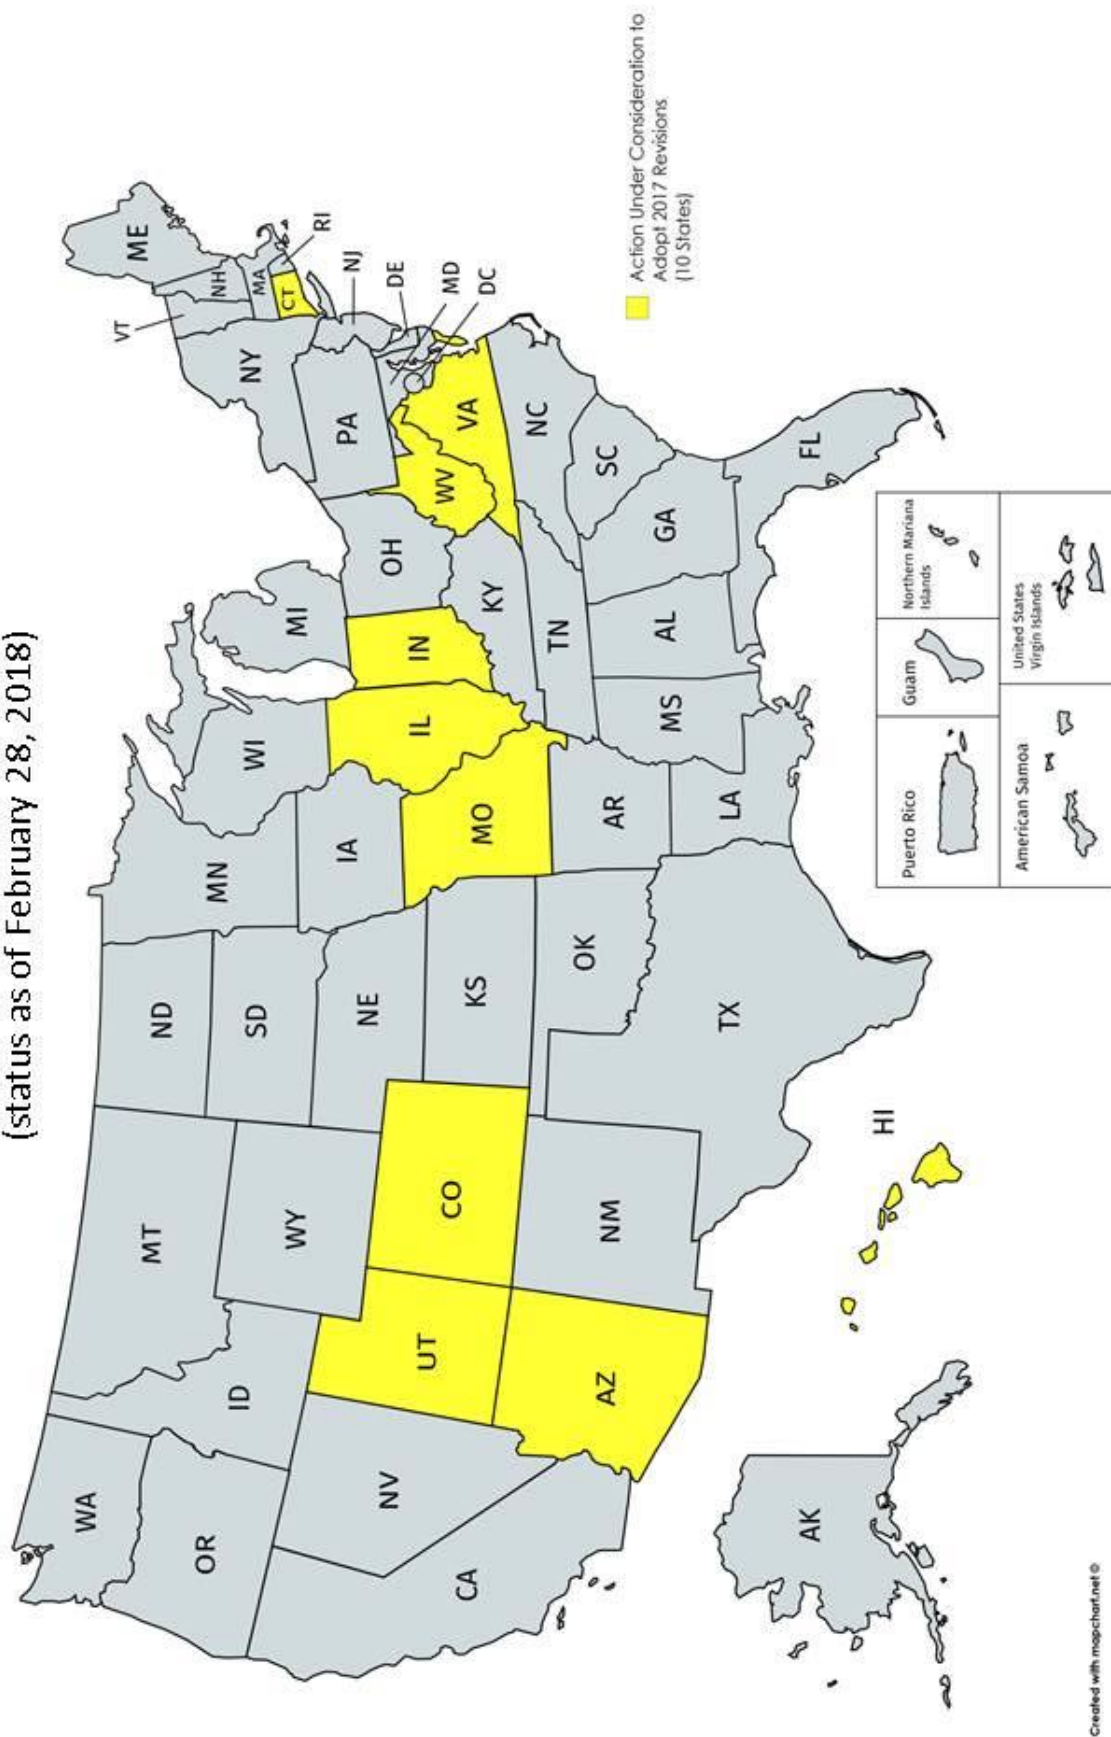 (status as of February 28, 2018)
WA
OR
CA
NV
ID
MT
WY
UT
AZ
CO
NM
ND
SD
NE
KS
OK
TX
MN
IA
MO
AR
LA
WI
IL
MS
MI
IN
KY
TN
AL
OH
WV
VA
NC
SC
GA
FL
PA
NY
VT
NH
ME
MA
CT
RI
NJ
DE
MD
DC
AK
HI
Action Under Consideration to
Adopt 2017 Revisions
(10 States)
Puerto Rico
Guam
Northern Mariana
Islands
American Samoa
United States
Virgin Islands
Created with mapchart.net ©